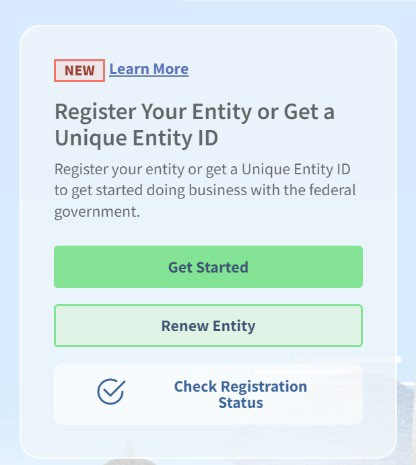 NEW Learn More
Register Your Entity or Get a
Unique Entity ID
Register your entity or get a Unique Entity ID
to get started doing business with the federal
government.
Get Started
Renew Entity
Check Registration
Status